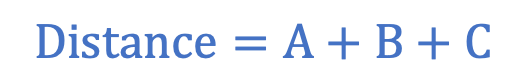 Distance = A + B + C